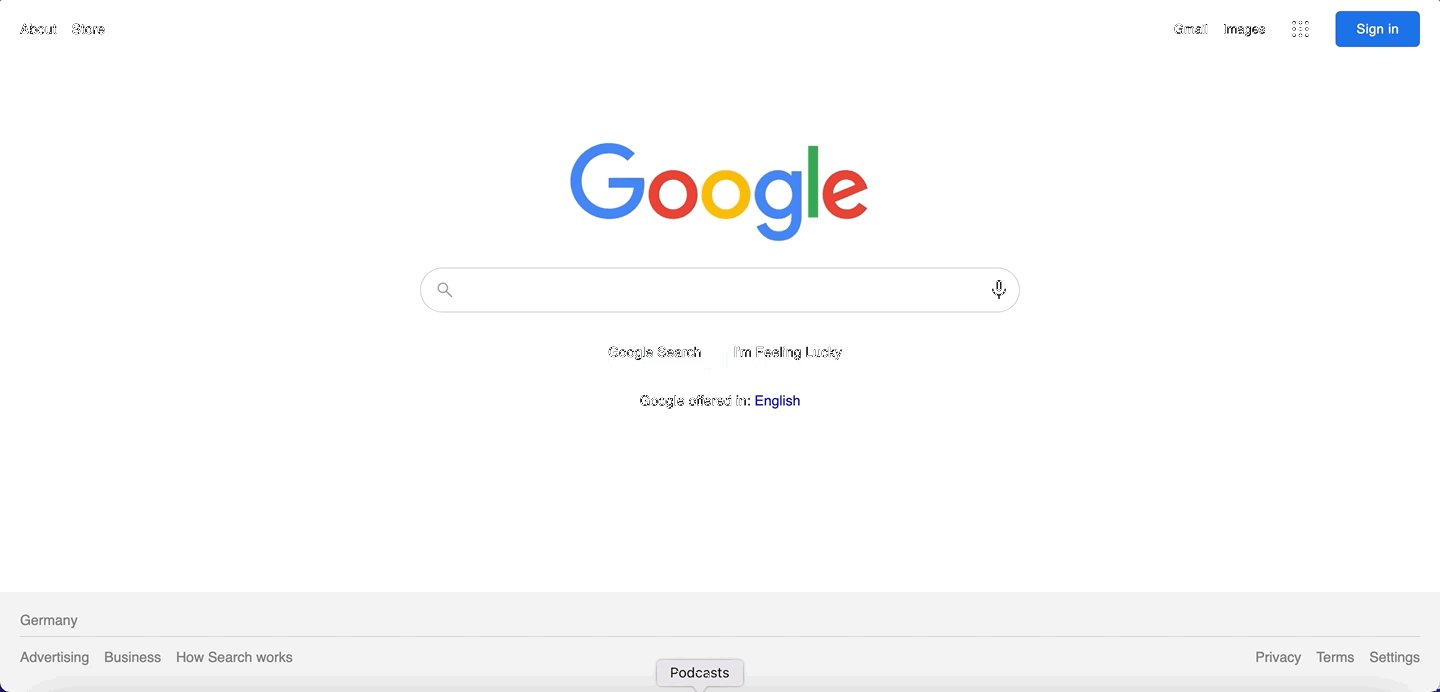 About Store Gmail Images Sign in
Google
Google Search I'm Feeling Lucky
Google offered in: English
Germany
Advertising Business How Search works Privacy Terms Settings
Podcasts